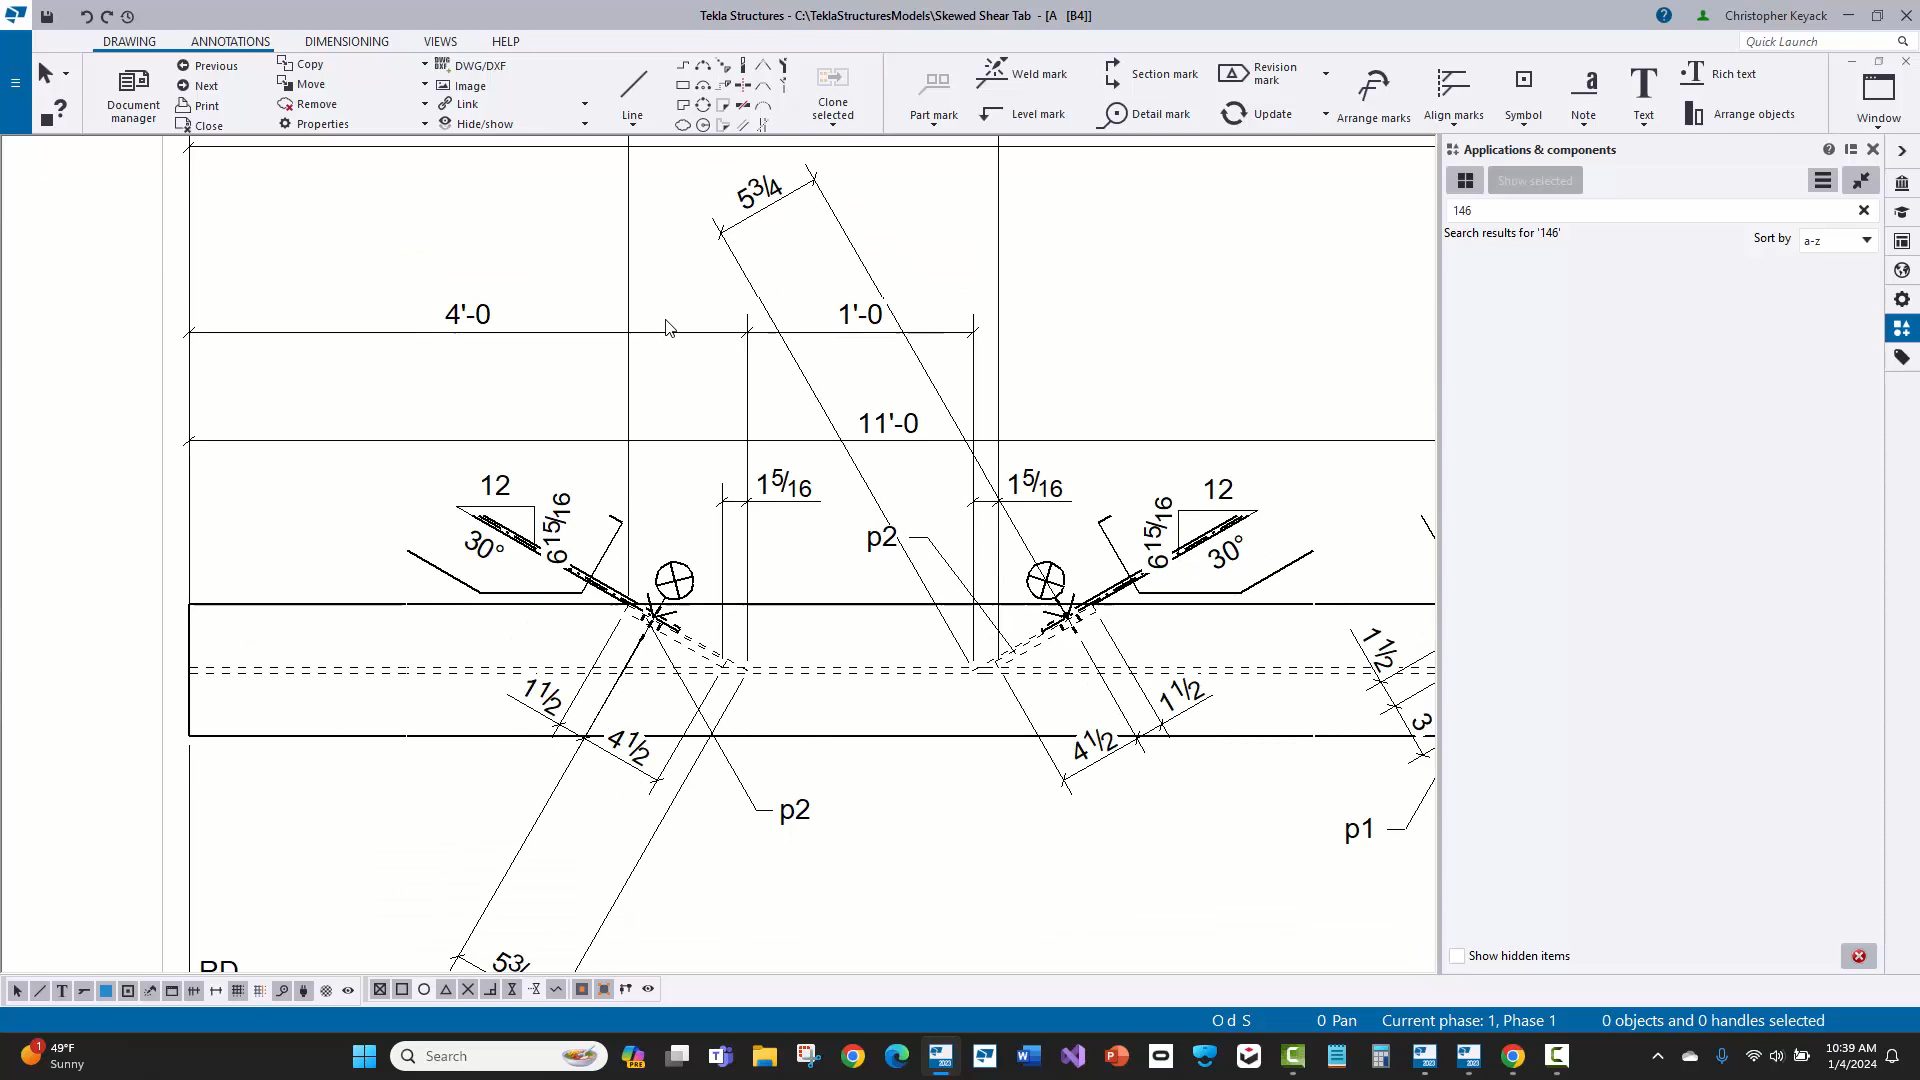 Tekla Structures - C:\TeklaStructuresModels\Skewed Shear Tab - [A [B4]]
Christopher Keyack
DRAWING ANNOTATIONS DIMENSIONING VIEWS HELP
Quick Launch
Document manager
Previous
Next
Print
Close
Copy
Move
Remove
Properties
DWG/DXF
Image
Link
Hide/show
Line
Clone selected
Part mark
Weld mark
Level mark
Section mark
Detail mark
Revision mark
Update
Arrange marks
Align marks
Symbol
Note
Text
Rich text
Arrange objects
Window
Applications & components
Show selected
146
Search results for '146'
Sort by
a-z
5 3/4
4'-0
1'-0
11'-0
1 5/16
1 5/16
12
6 15/16
30°
p2
12
6 15/16
30°
1 1/2
4 1/2
1 1/2
4 1/2
1 1/2
3
p2
p1
Show hidden items
O d S
0 Pan
Current phase: 1, Phase 1
0 objects and 0 handles selected
1
49°F
Sunny
Search
PRE
2023
2023
2023
10:39 AM
1/4/2024